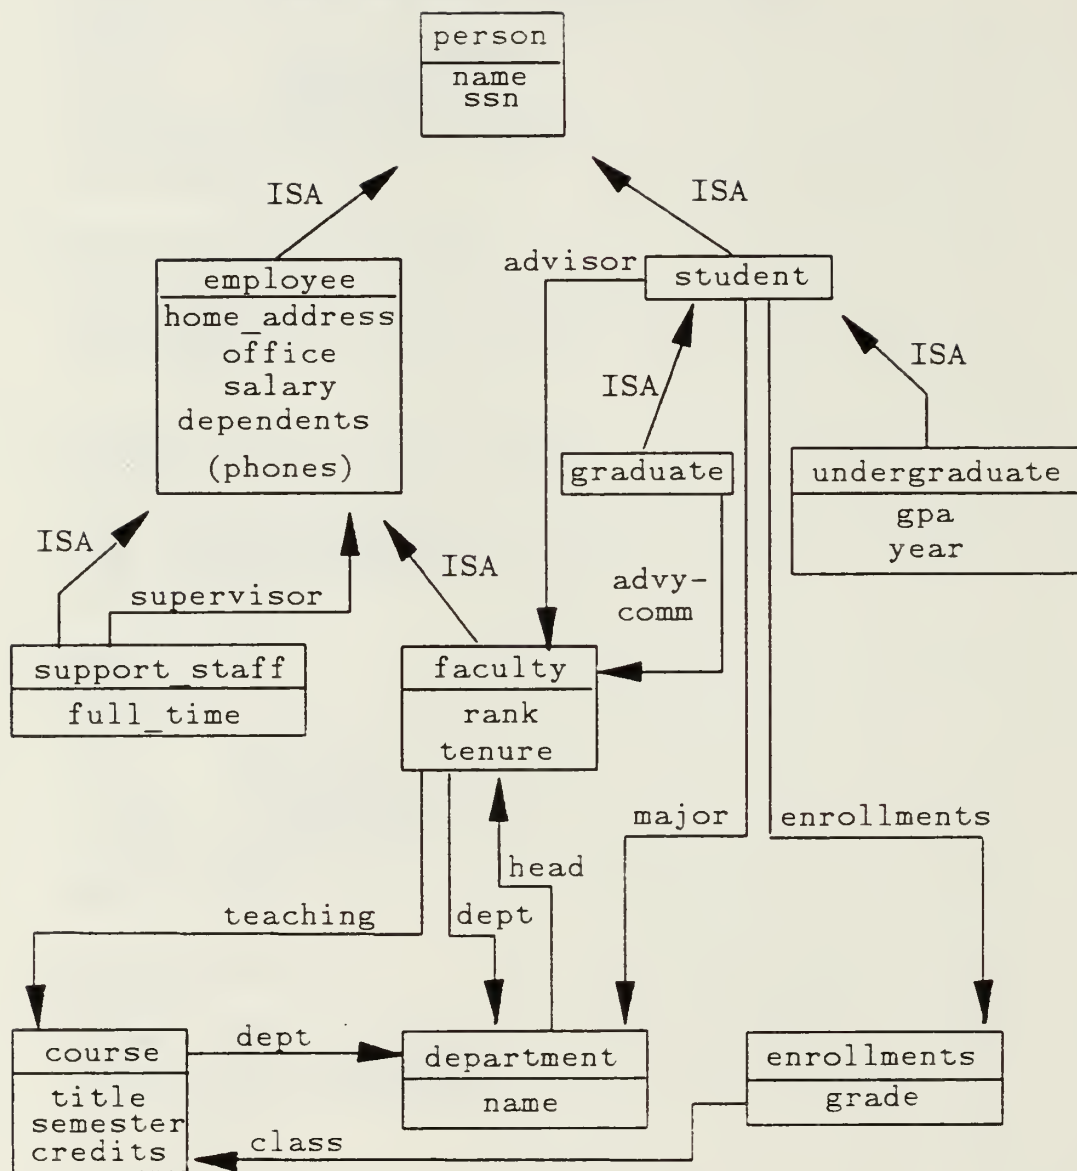 person
name
ssn
ISA
ISA
advisor
student
employee
home_address
office
salary
dependents
(phones)
ISA
ISA
graduate
undergraduate
gpa
year
ISA
ISA
supervisor
advy-
comm
support_staff
full_time
faculty
rank
tenure
major
enrollments
head
teaching
dept
course
title
semester
credits
dept
department
name
enrollments
grade
class